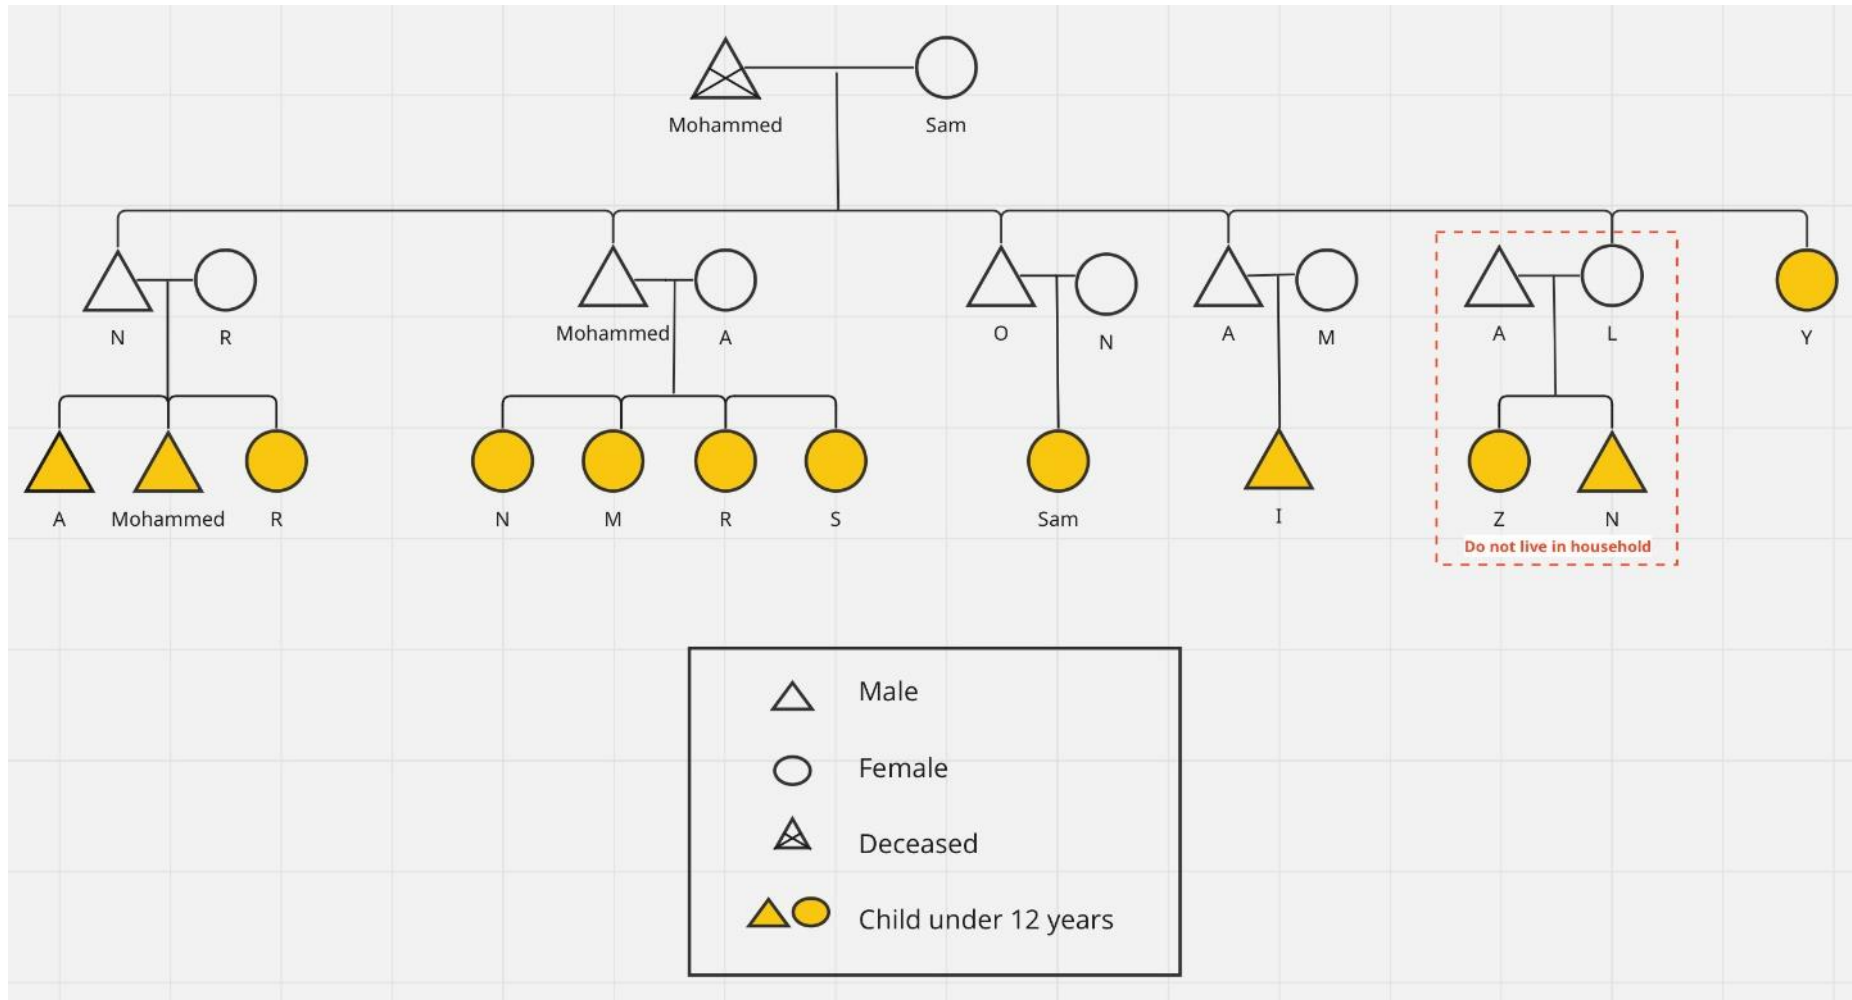 Mohammed Sam
N R Mohammed A O N A M A L Y
A Mohammed R N M R S Sam I Z N
Do not live in household
Male
Female
Deceased
Child under 12 years